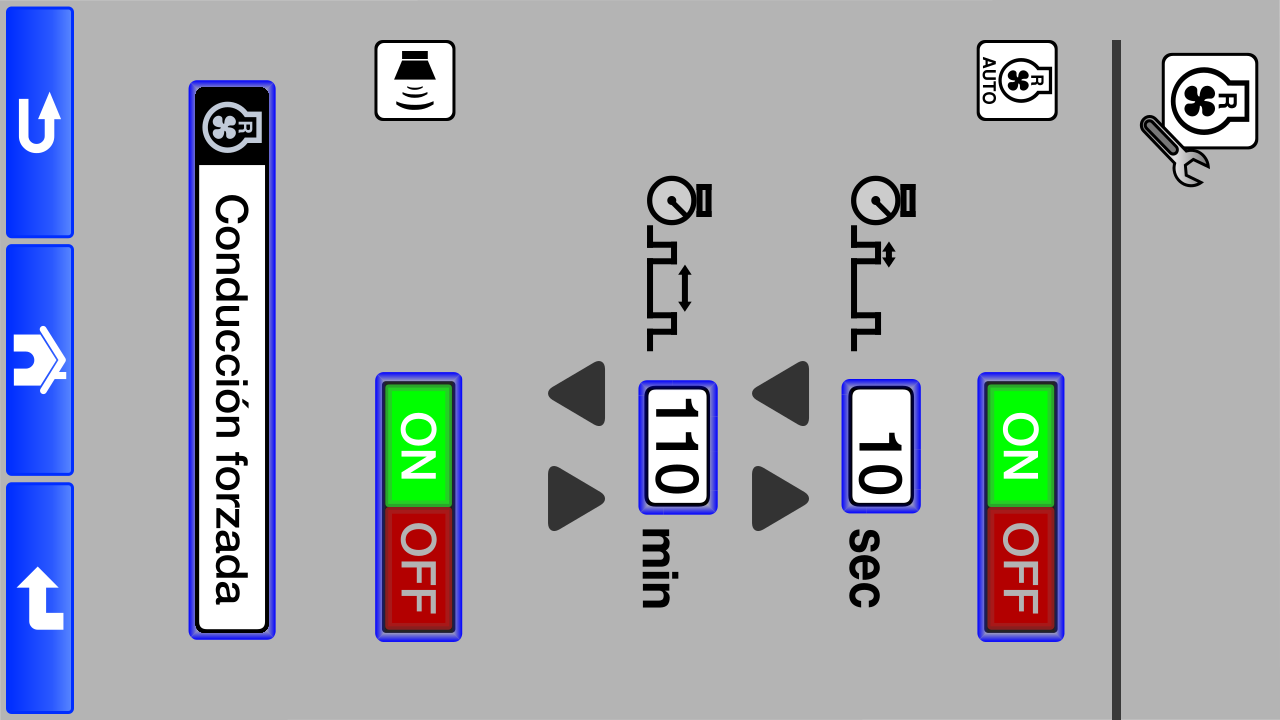 R
R AUTO
ON OFF
10 sec
110 min
ON OFF
R Conducción forzada